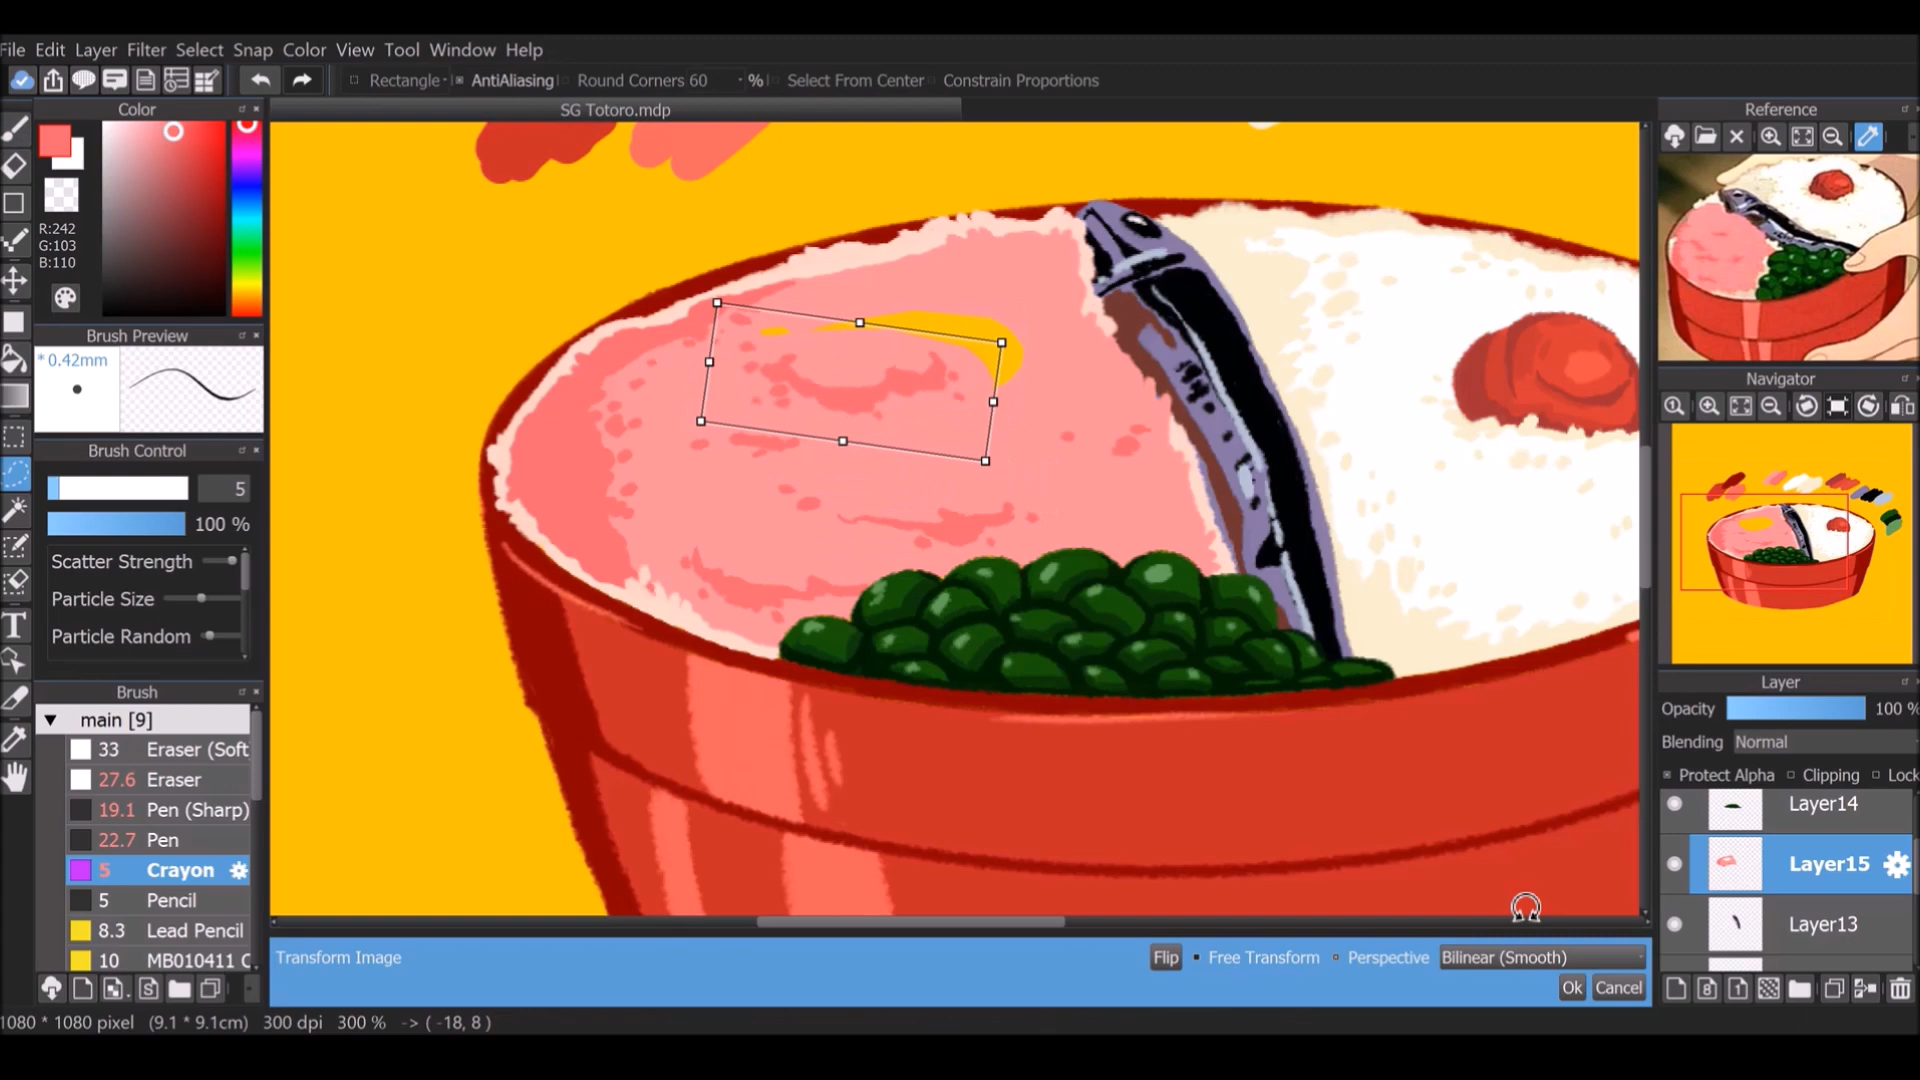 File Edit Layer Filter Select Snap Color View Tool Window Help
Rectangle AntiAliasing Round Corners 60 % Select From Center Constrain Proportions
Color
SG Totoro.mdp
Reference
R:242
G:103
B:110
Brush Preview
* 0.42mm
Navigator
Brush Control
5
100 %
Scatter Strength
Particle Size
Particle Random
Brush
main [9]
33 Eraser (Soft
27.6 Eraser
19.1 Pen (Sharp)
22.7 Pen
5 Crayon
5 Pencil
8.3 Lead Pencil
10 MB010411 C
Layer
Opacity 100 %
Blending Normal
Protect Alpha Clipping Lock
Layer14
Layer15
Layer13
Transform Image
Flip Free Transform Perspective Bilinear (Smooth)
Ok Cancel
1080 * 1080 pixel (9.1 * 9.1cm) 300 dpi 300 % -> ( -18, 8 )